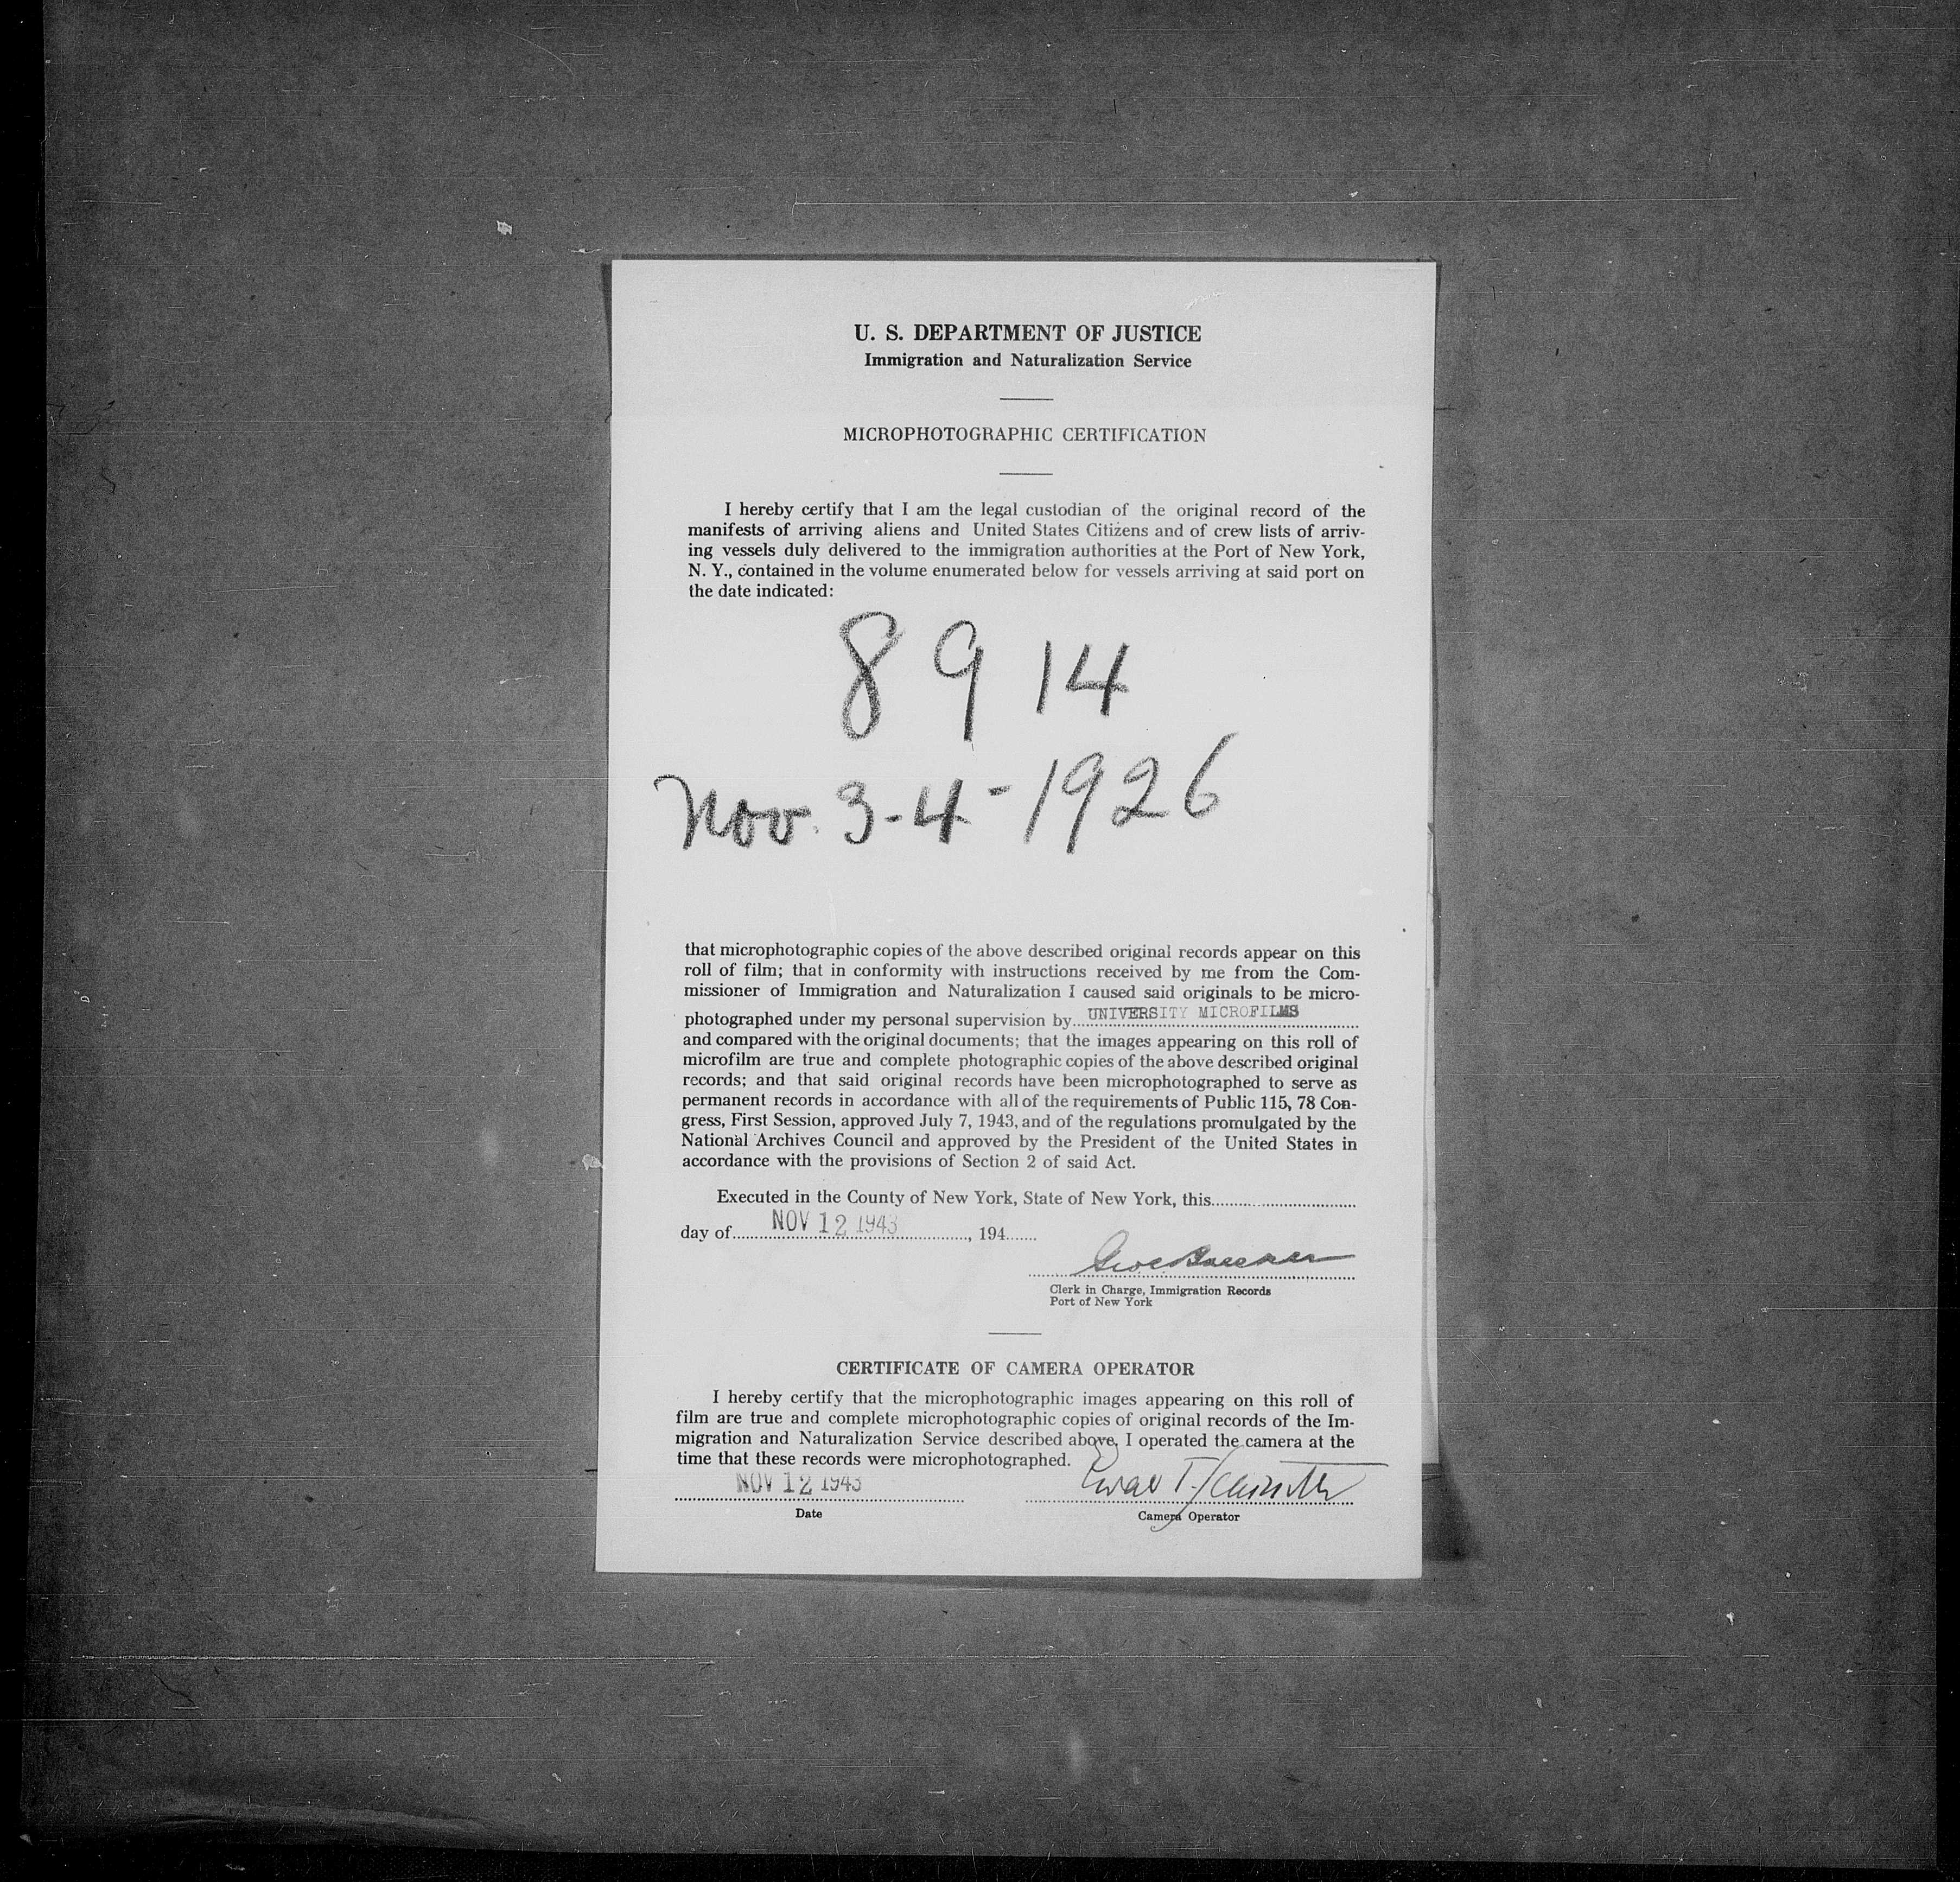 U. S. DEPARTMENT OF JUSTICE
Immigration and Naturalization Service
MICROPHOTOGRAPHIC CERTIFICATION
I hereby certify that I am the legal custodian of the original record of the
manifests of arriving aliens and United States Citizens and of crew lists of arriv-
ing vessels duly delivered to the immigration authorities at the Port of New York,
N. Y., contained in the volume enumerated below for vessels arriving at said port on
the date indicated:
8914
Nov. 3-4-1926
that microphotographic copies of the above described original records appear on this
roll of film; that in conformity with instructions received by me from the Com-
missioner of Immigration and Naturalization I caused said originals to be micro-
photographed under my personal supervision by UNIVERSITY MICROFILMS
and compared with the original documents; that the images appearing on this roll of
microfilm are true and complete photographic copies of the above described original
records; and that said original records have been microphotographed to serve as
permanent records in accordance with all of the requirements of Public 115, 78 Con-
gress, First Session, approved July 7, 1943, and of the regulations promulgated by the
National Archives Council and approved by the President of the United States in
accordance with the provisions of Section 2 of said Act.
Executed in the County of New York, State of New York, this
day of NOV 12 1943, 194
Clerk in Charge, Immigration Records
Port of New York
CERTIFICATE OF CAMERA OPERATOR
I hereby certify that the microphotographic images appearing on this roll of
film are true and complete microphotographic copies of original records of the Im-
migration and Naturalization Service described above. I operated the camera at the
time that these records were microphotographed.
NOV 12 1943
Date
Camera Operator